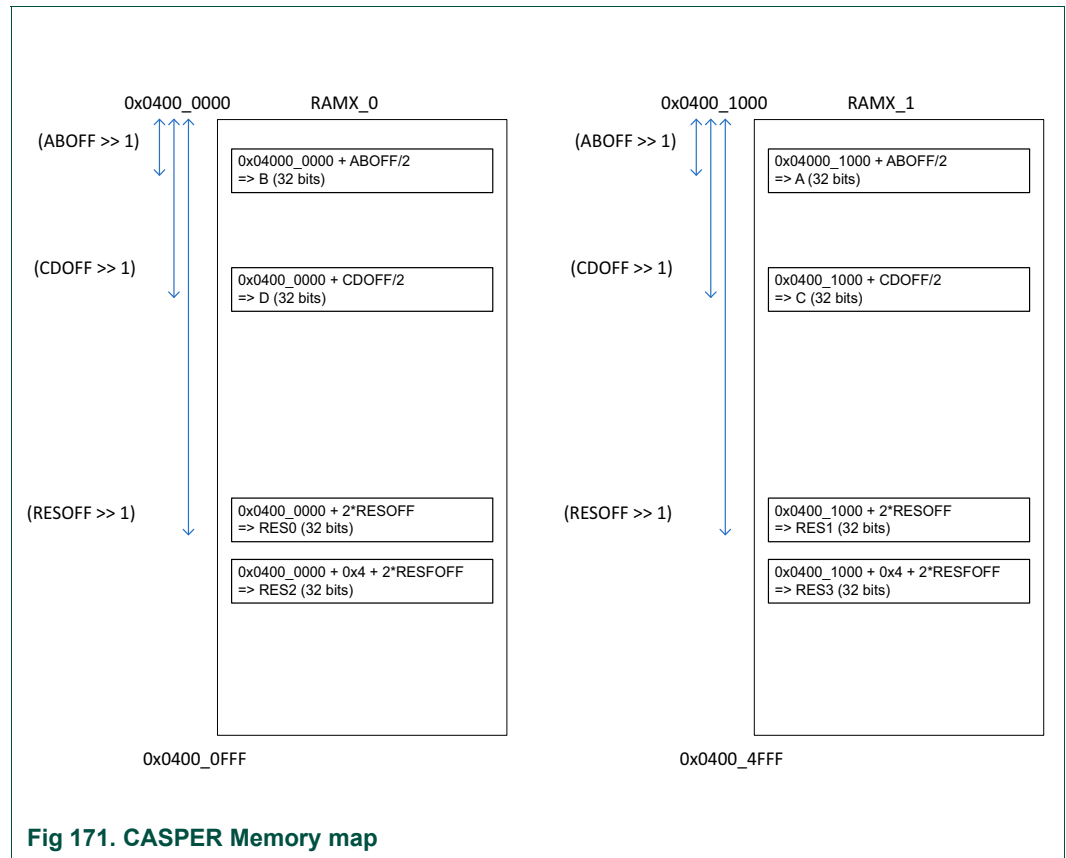 0x0400_0000 RAMX_0
(ABOFF >> 1)
0x04000_0000 + ABOFF/2
=> B (32 bits)
(CDOFF >> 1)
0x0400_0000 + CDOFF/2
=> D (32 bits)
(RESOFF >> 1)
0x0400_0000 + 2*RESOFF
=> RES0 (32 bits)
0x0400_0000 + 0x4 + 2*RESFOFF
=> RES2 (32 bits)
0x0400_0FFF
0x0400_1000 RAMX_1
(ABOFF >> 1)
0x04000_1000 + ABOFF/2
=> A (32 bits)
(CDOFF >> 1)
0x0400_1000 + CDOFF/2
=> C (32 bits)
(RESOFF >> 1)
0x0400_1000 + 2*RESOFF
=> RES1 (32 bits)
0x0400_1000 + 0x4 + 2*RESFOFF
=> RES3 (32 bits)
0x0400_4FFF
Fig 171. CASPER Memory map